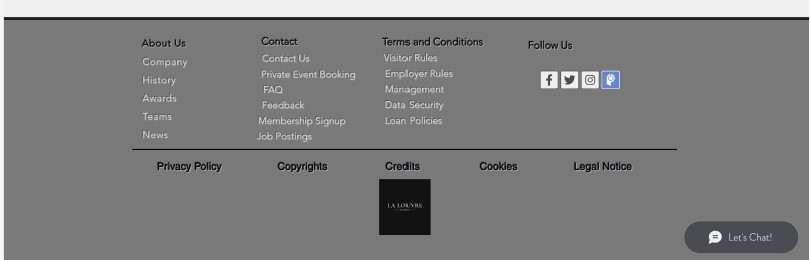 About Us
Company
History
Awards
Teams
News
Contact
Contact Us
Private Event Booking
FAQ
Feedback
Membership Signup
Job Postings
Terms and Conditions
Visitor Rules
Employer Rules
Management
Data Security
Loan Policies
Follow Us
Privacy Policy Copyrights Credits Cookies Legal Notice
LA LOUVRE
Let's Chat!